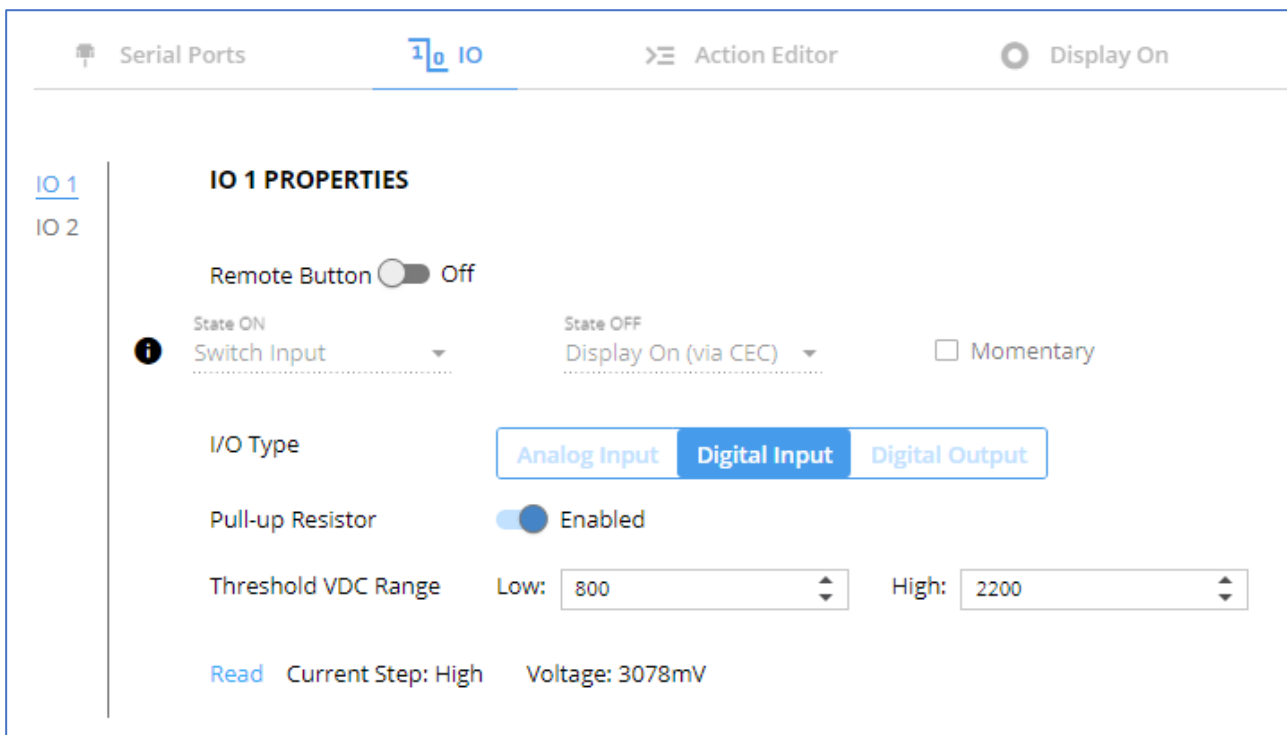 Serial Ports 1 0 IO Action Editor Display On
IO 1
IO 2
IO 1 PROPERTIES
Remote Button Off
State ON State OFF
i Switch Input Display On (via CEC) Momentary
I/O Type Analog Input Digital Input Digital Output
Pull-up Resistor Enabled
Threshold VDC Range Low: 800 High: 2200
Read Current Step: High Voltage: 3078mV